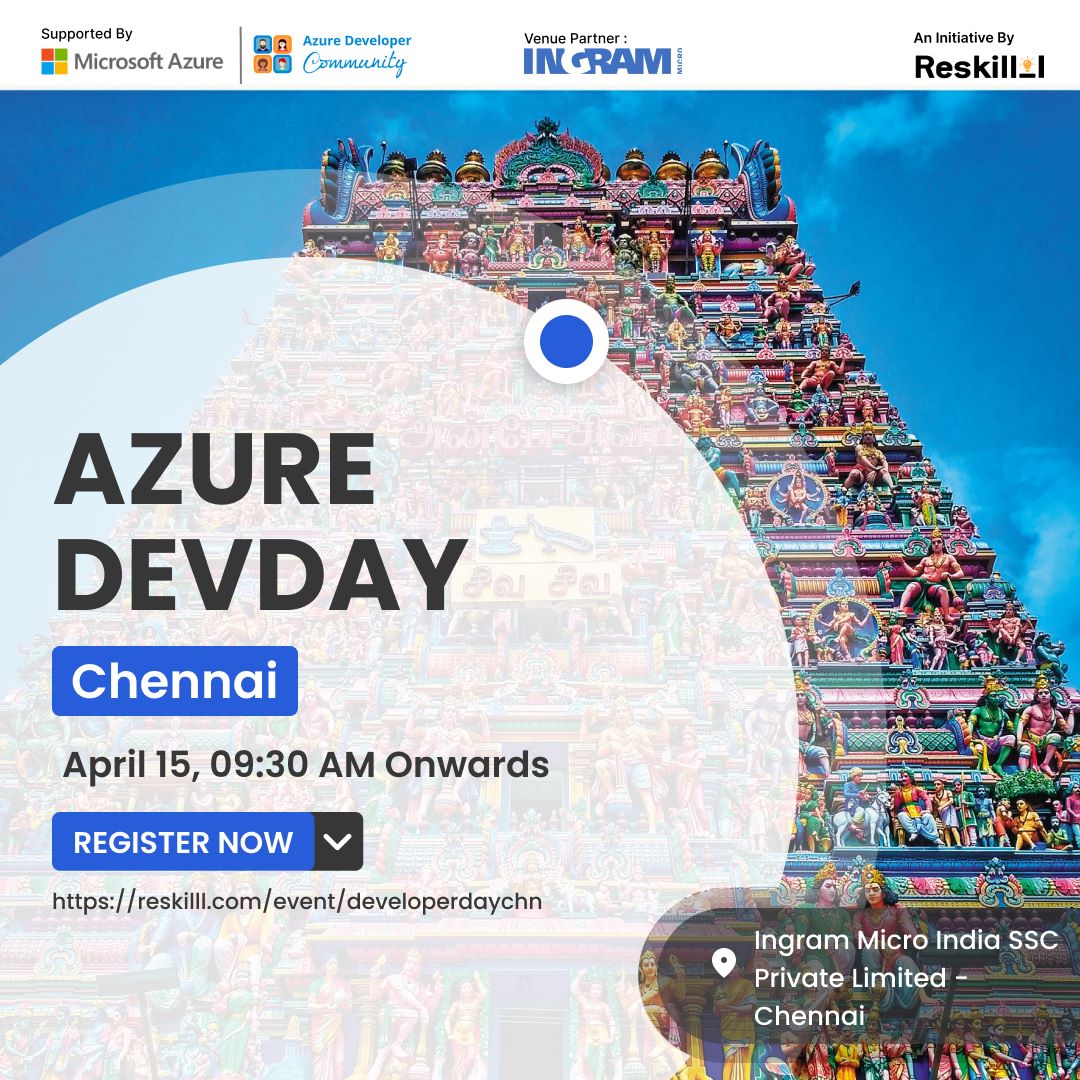 Supported By
Microsoft Azure
Azure Developer
Community
Venue Partner :
INGRAM MICRO
An Initiative By
Reskilll
அன்பே சிவம்
AZURE
DEVDAY
சிவ சிவ
Chennai
April 15, 09:30 AM Onwards
REGISTER NOW
https://reskilll.com/event/developerdaychn
Ingram Micro India SSC
Private Limited -
Chennai